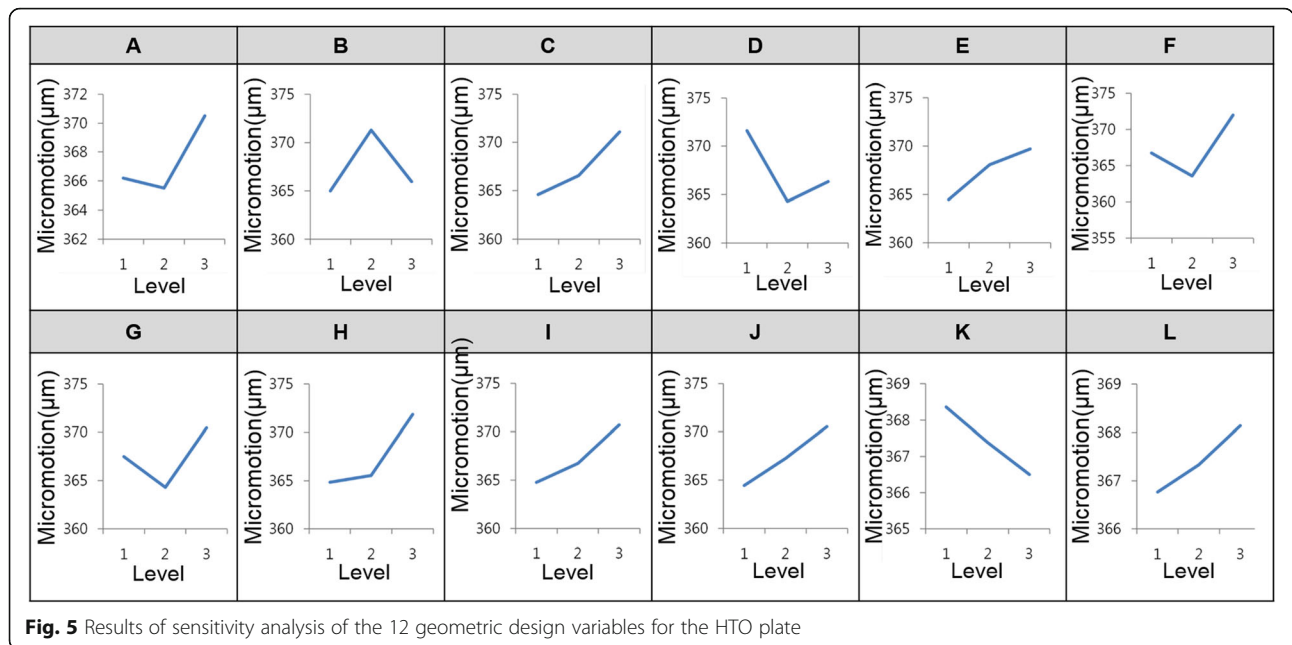 A B C D E F
Micromotion(µm) Micromotion(µm) Micromotion(µm) Micromotion(µm) Micromotion(µm) Micromotion(µm)
372 370 368 366 364 362
375 370 365 360
375 370 365 360
375 370 365 360
375 370 365 360
375 370 365 360 355
1 2 3 1 2 3 1 2 3 1 2 3 1 2 3 1 2 3
Level Level Level Level Level Level
G H I J K L
Micromotion(µm) Micromotion(µm) Micromotion(µm) Micromotion(µm) Micromotion(µm) Micromotion(µm)
375 370 365 360
375 370 365 360
375 370 365 360
375 370 365 360
369 368 367 366 365
369 368 367 366
1 2 3 1 2 3 1 2 3 1 2 3 1 2 3 1 2 3
Level Level Level Level Level Level
Fig. 5 Results of sensitivity analysis of the 12 geometric design variables for the HTO plate